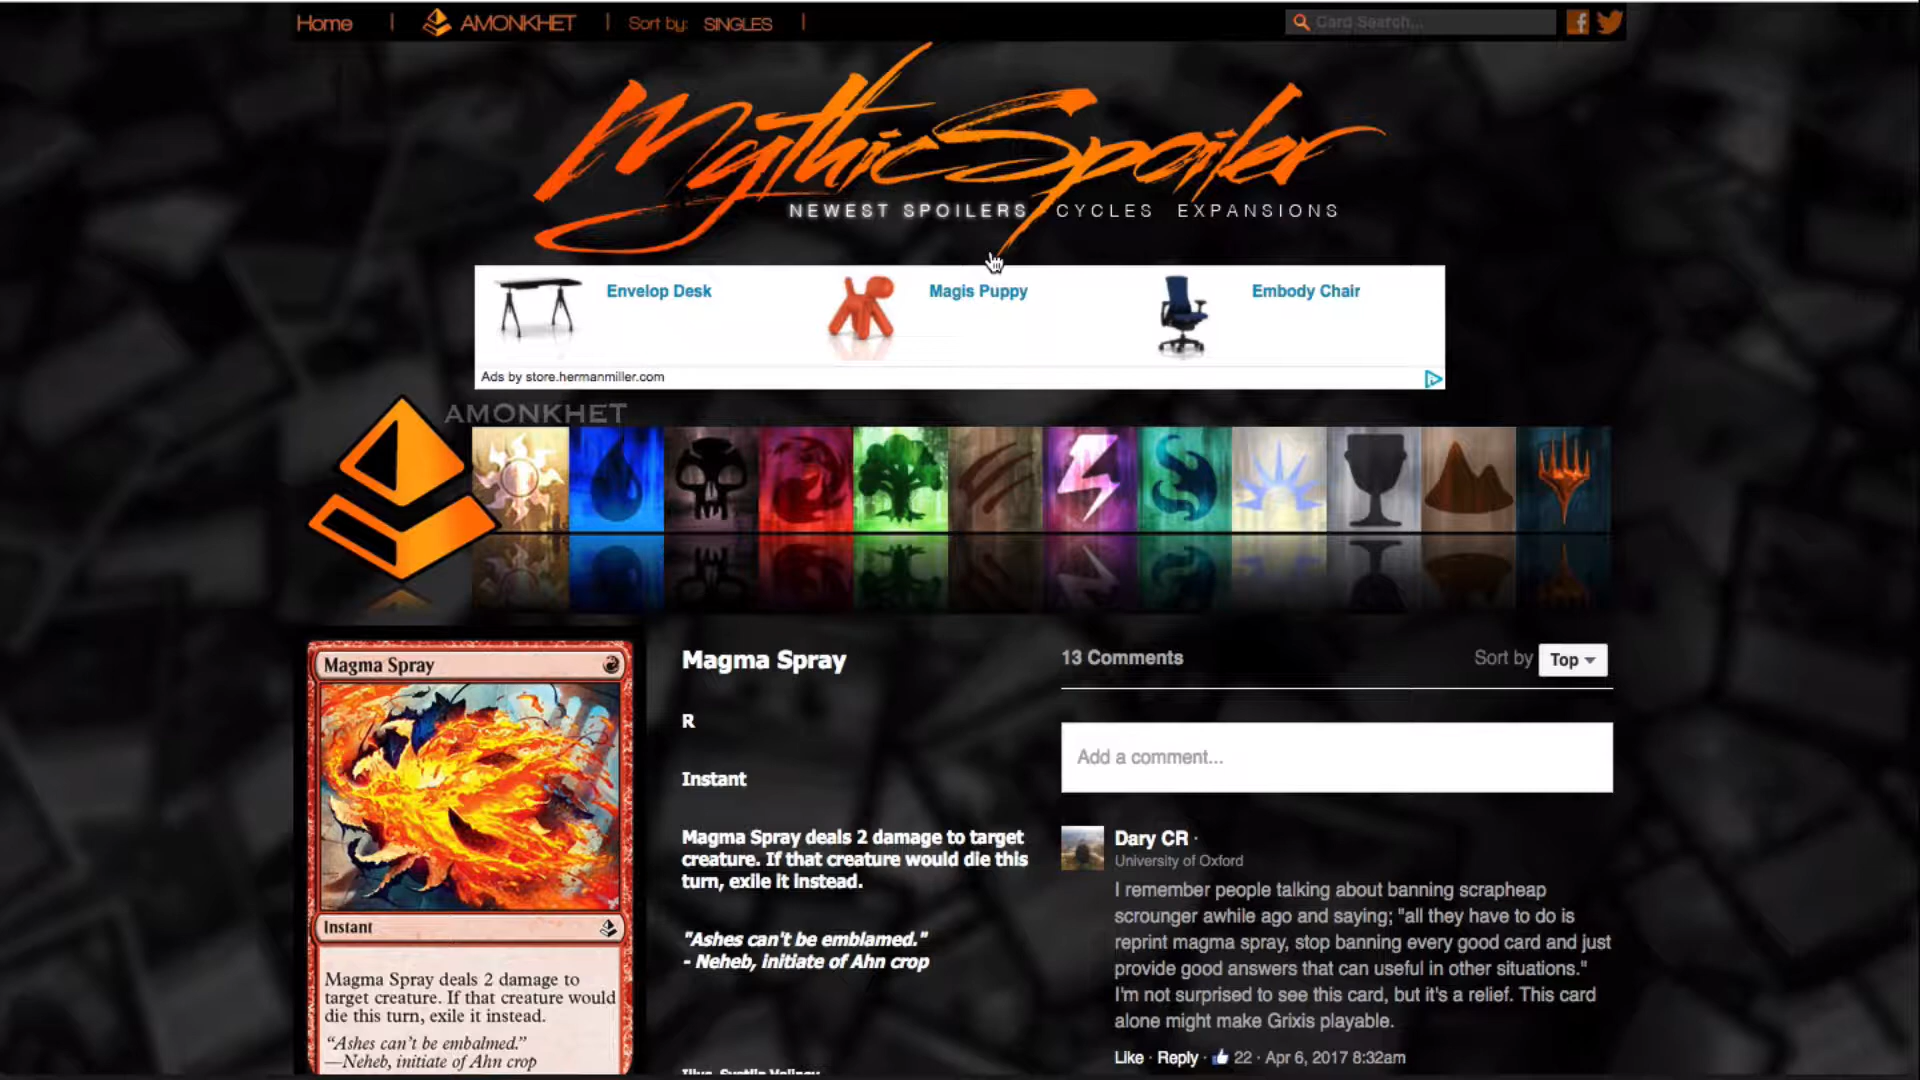 Home | AMONKHET | Sort by: SINGLES |
Card Search...
MythicSpoiler
NEWEST SPOILERS CYCLES EXPANSIONS
Envelop Desk
Magis Puppy
Embody Chair
Ads by store.hermanmiller.com
AMONKHET
Magma Spray
Instant
Magma Spray deals 2 damage to
target creature. If that creature would
die this turn, exile it instead.
"Ashes can't be embalmed."
—Neheb, initiate of Ahn crop
Magma Spray
R
Instant
Magma Spray deals 2 damage to target
creature. If that creature would die this
turn, exile it instead.
"Ashes can't be emblamed."
- Neheb, initiate of Ahn crop
13 Comments
Sort by Top
Add a comment...
Dary CR ·
University of Oxford
I remember people talking about banning scrapheap
scrounger awhile ago and saying; "all they have to do is
reprint magma spray, stop banning every good card and just
provide good answers that can useful in other situations."
I'm not surprised to see this card, but it's a relief. This card
alone might make Grixis playable.
Like · Reply · 22 · Apr 6, 2017 8:32am